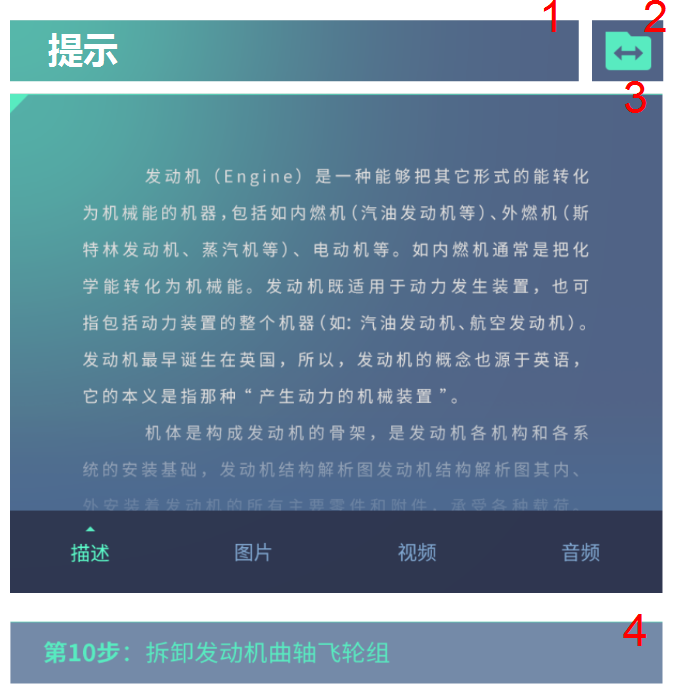 提示
1
2
3
发动机（Engine）是一种能够把其它形式的能转化
为机械能的机器，包括如内燃机（汽油发动机等）、外燃机（斯
特林发动机、蒸汽机等）、电动机等。如内燃机通常是把化
学能转化为机械能。发动机既适用于动力发生装置，也可
指包括动力装置的整个机器（如：汽油发动机、航空发动机）。
发动机最早诞生在英国，所以，发动机的概念也源于英语，
它的本义是指那种“产生动力的机械装置”。
机体是构成发动机的骨架，是发动机各机构和各系
统的安装基础，发动机结构解析图发动机结构解析图其内、
外安装着发动机的所有主要零件和附件，承受各种载荷。
描述 图片 视频 音频
4
第10步：拆卸发动机曲轴飞轮组